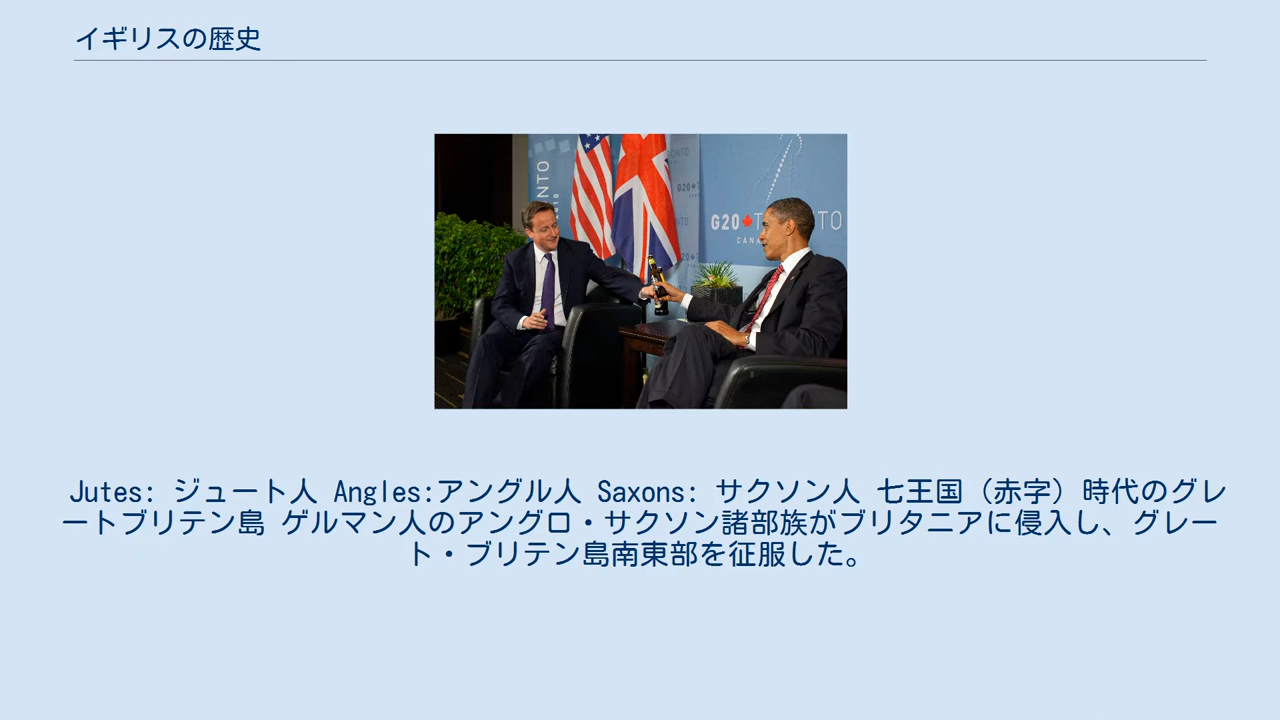 イギリスの歴史
NTO
G20
TO
CANA
G20
Jutes: ジュート人 Angles:アングル人 Saxons: サクソン人 七王国（赤字）時代のグレ
ートブリテン島 ゲルマン人のアングロ・サクソン諸部族がブリタニアに侵入し、グレー
ト・ブリテン島南東部を征服した。